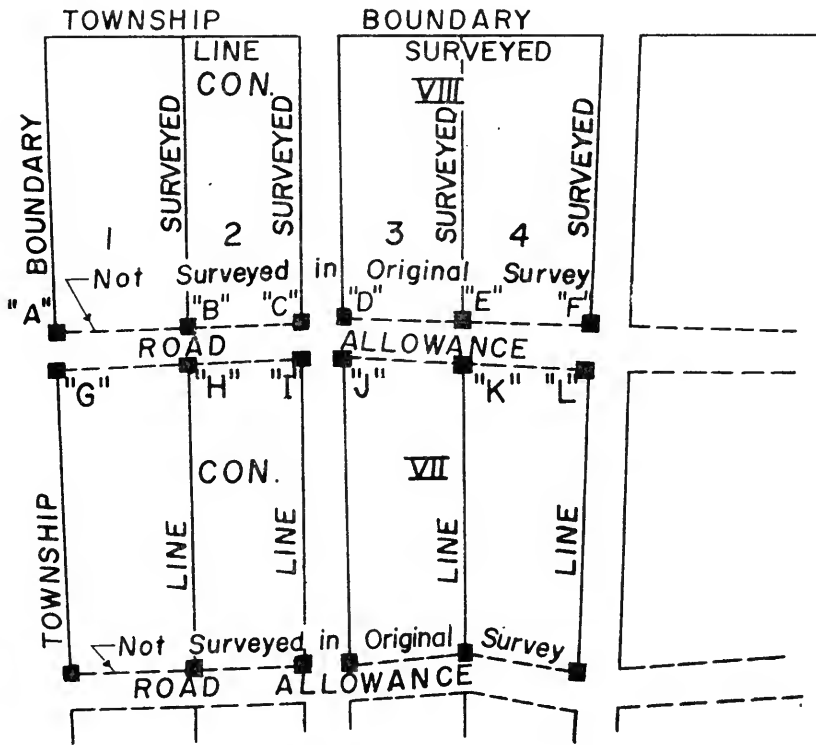 TOWNSHIP BOUNDARY
LINE SURVEYED
CON. VIII
BOUNDARY
SURVEYED
SURVEYED
SURVEYED
SURVEYED
1 2 3 4
Not Surveyed in Original Survey
"A" "B" "C" "D" "E" "F"
ROAD ALLOWANCE
"G" "H" "I" "J" "K" "L"
CON. VII
TOWNSHIP
LINE
LINE
LINE
LINE
Not Surveyed in Original Survey
ROAD ALLOWANCE